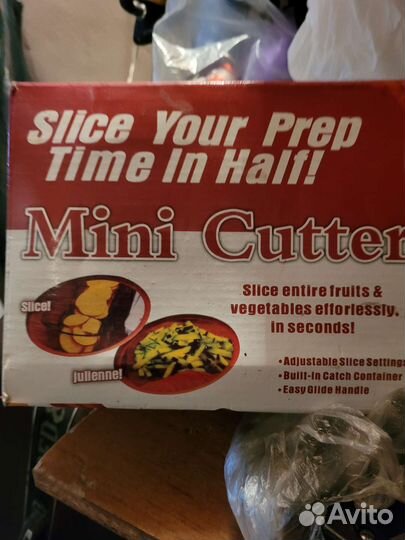 Slice Your Prep
Time In Half!
Mini Cutter
Slice entire fruits &
vegetables efforlessly.
in seconds!
Slice!
julienne!
•Adjustable Slice Settings
•Built-In Catch Container
•Easy Glide Handle
Avito